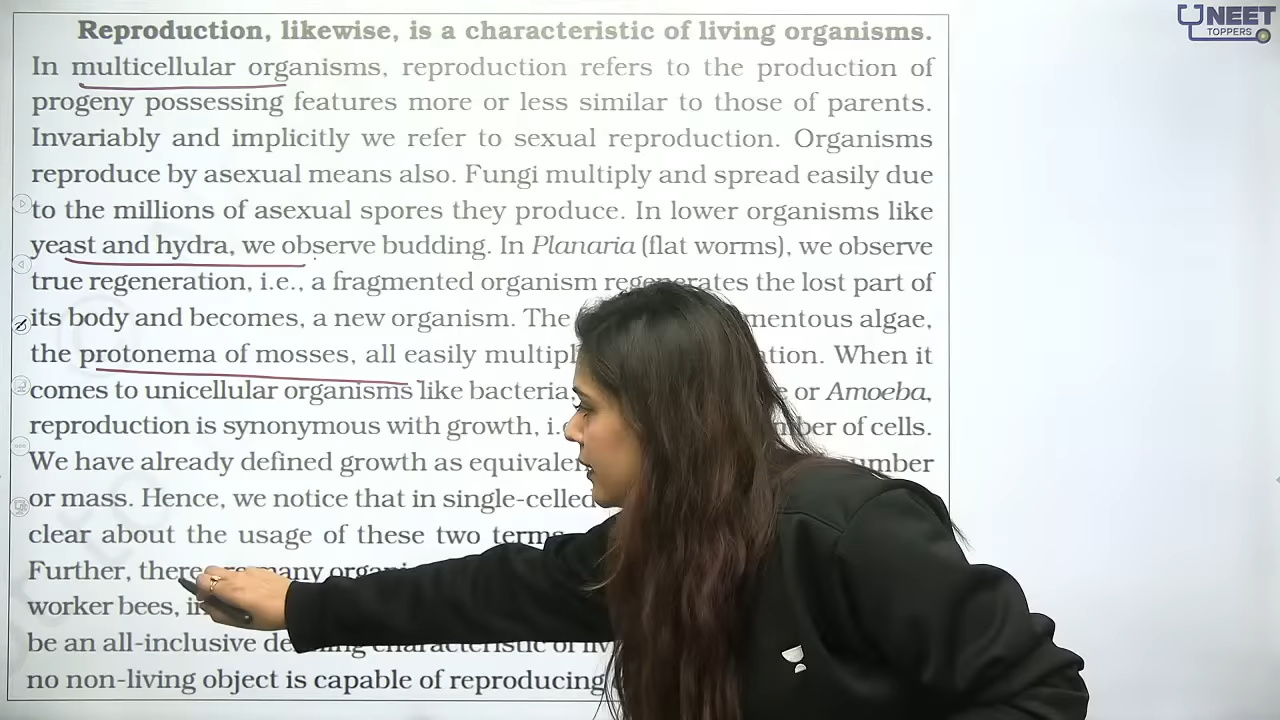 Reproduction, likewise, is a characteristic of living organisms.
In multicellular organisms, reproduction refers to the production of
progeny possessing features more or less similar to those of parents.
Invariably and implicitly we refer to sexual reproduction. Organisms
reproduce by asexual means also. Fungi multiply and spread easily due
to the millions of asexual spores they produce. In lower organisms like
yeast and hydra, we observe budding. In Planaria (flat worms), we observe
true regeneration, i.e., a fragmented organism regenerates the lost part of
its body and becomes, a new organism. The mentous algae,
the protonema of mosses, all easily multipl tion. When it
comes to unicellular organisms like bacteria, or Amoeba,
reproduction is synonymous with growth, i. ber of cells.
We have already defined growth as equivalen umber
or mass. Hence, we notice that in single-celled
clear about the usage of these two terms
Further, there are many organi
worker bees, in
be an all-inclusive defining characteristic of liv
no non-living object is capable of reproducing
UNEET
TOPPERS